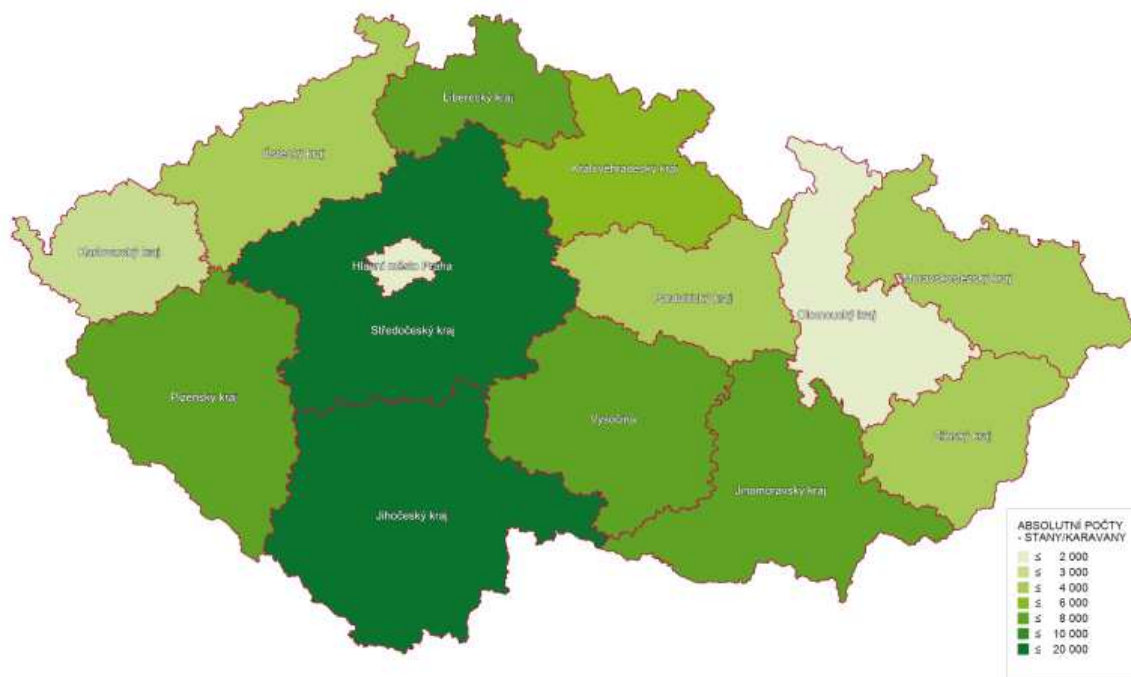 Liberecký kraj
Ústecký kraj
Královéhradecký kraj
Karlovarský kraj
Hlavní město Praha
Moravskoslezský kraj
Pardubický kraj
Olomoucký kraj
Středočeský kraj
Plzeňský kraj
Vysočina
Zlínský kraj
Jihomoravský kraj
Jihočeský kraj
ABSOLUTNÍ POČTY
- STANY/KARAVANY
≤ 2 000
≤ 3 000
≤ 4 000
≤ 6 000
≤ 8 000
≤ 10 000
≤ 20 000